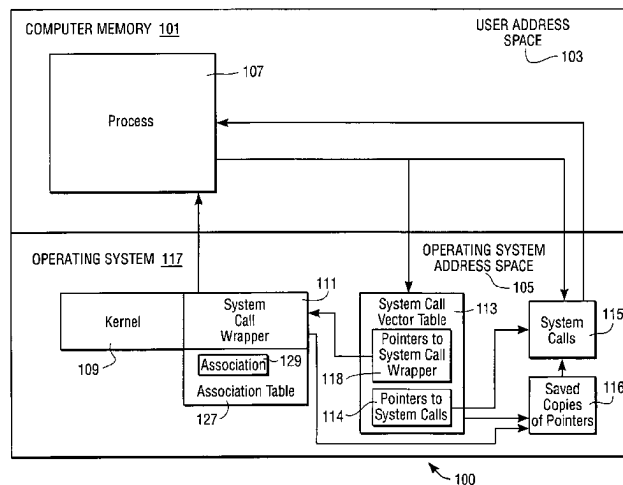 COMPUTER MEMORY 101
USER ADDRESS
SPACE
103
107
Process
OPERATING SYSTEM 117
OPERATING SYSTEM
ADDRESS SPACE
105
111
Kernel
109
System
Call
Wrapper
Association
129
Association Table
127
System Call
Vector Table
113
Pointers to
System Call
Wrapper
118
Pointers to
System Calls
114
System
Calls
115
Saved
Copies
of Pointers
116
100